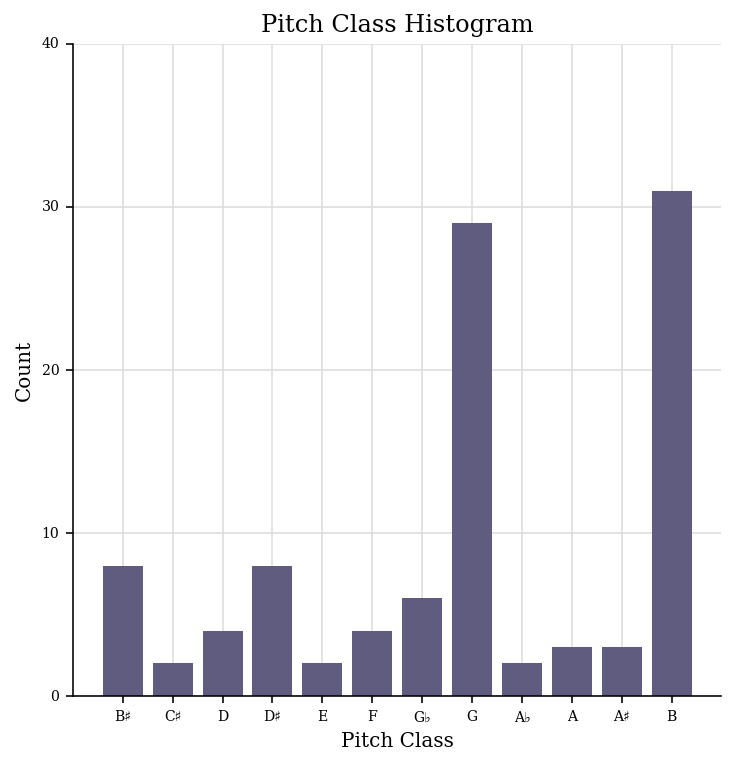 Pitch Class Histogram
40
30
20
10
0
Count
B♯ C♯ D D♯ E F G♭ G A♭ A A♯ B
Pitch Class